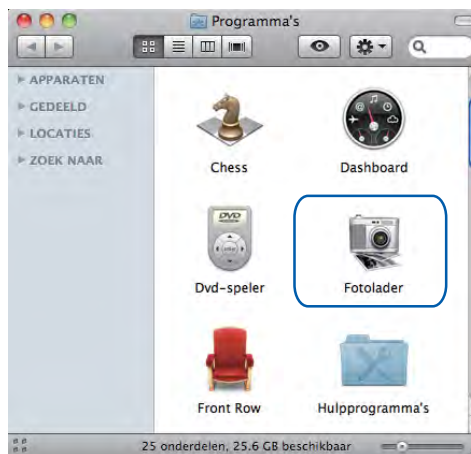 Programma's
APPARATEN
GEDEELD
LOCATIES
ZOEK NAAR
Chess
Dashboard
DVD
Dvd-speler
Fotolader
Front Row
Hulpprogramma's
25 onderdelen, 25.6 GB beschikbaar